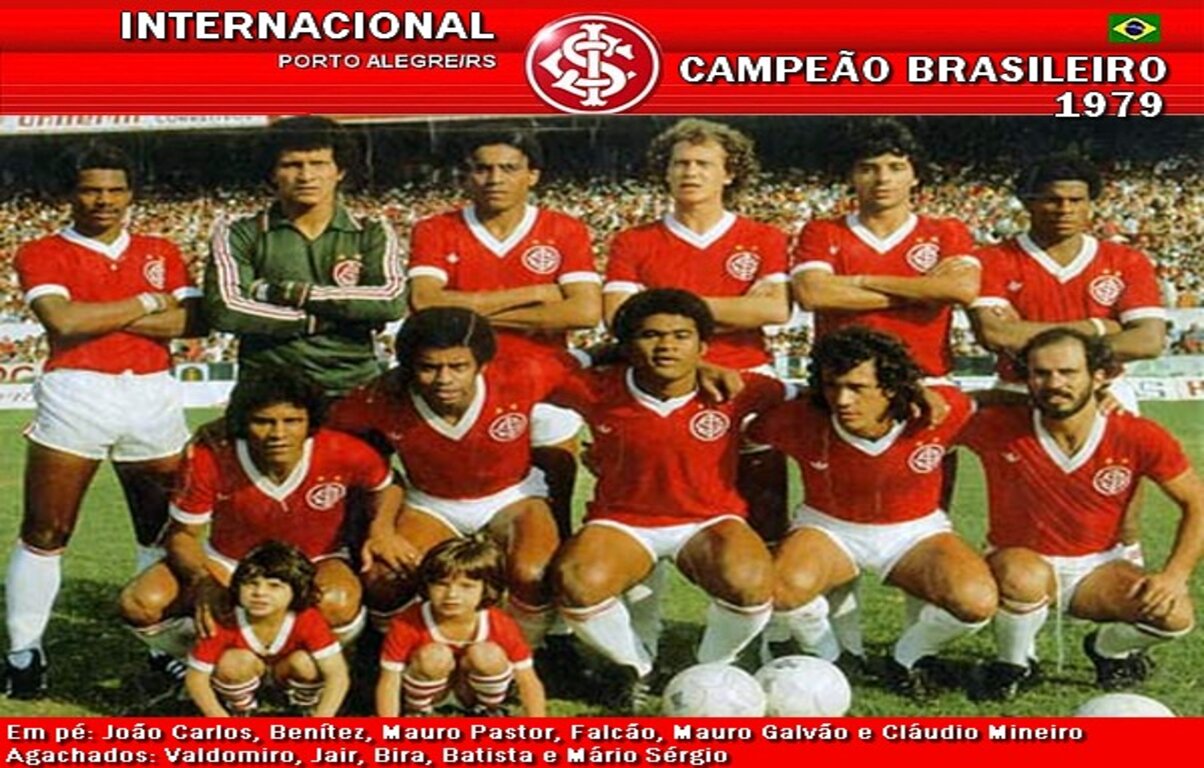 INTERNACIONAL
PORTO ALEGRE/RS
CAMPEÃO BRASILEIRO
1979
Em pé: João Carlos, Benítez, Mauro Pastor, Falcão, Mauro Galvão e Cláudio Mineiro
Agachados: Valdomiro, Jair, Bira, Batista e Mário Sérgio